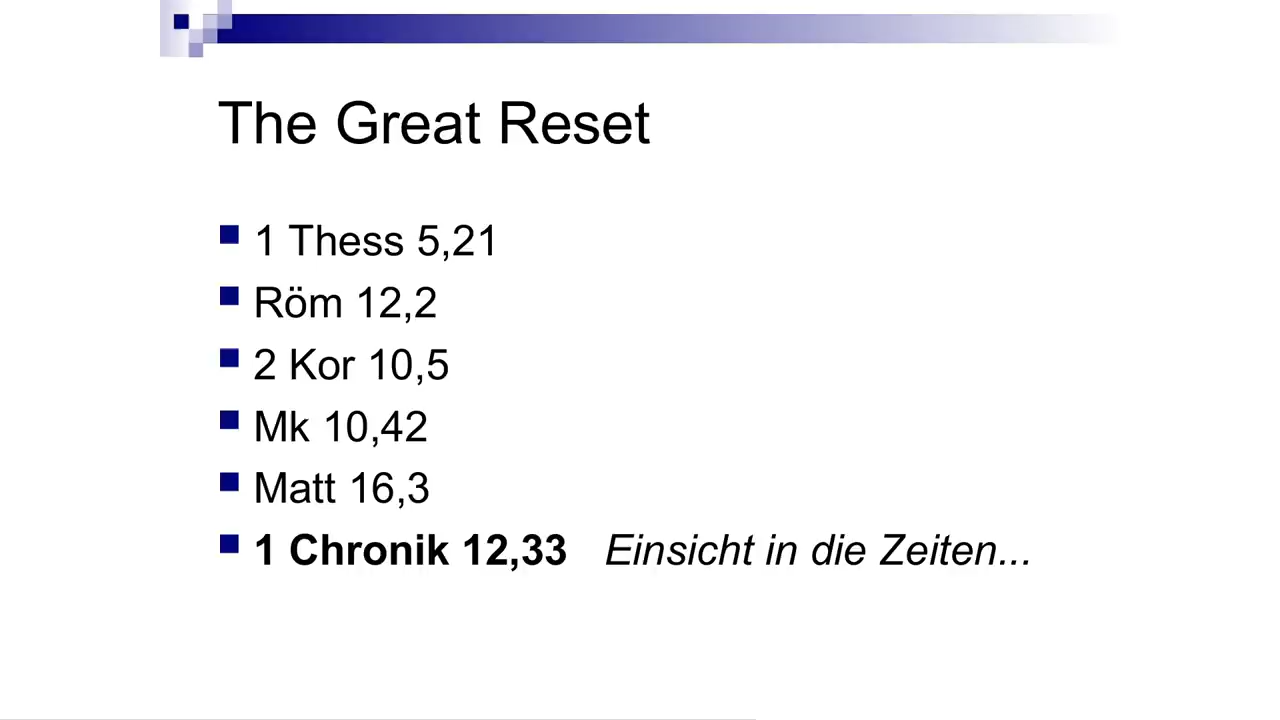 The Great Reset
1 Thess 5,21
Röm 12,2
2 Kor 10,5
Mk 10,42
Matt 16,3
1 Chronik 12,33 Einsicht in die Zeiten...